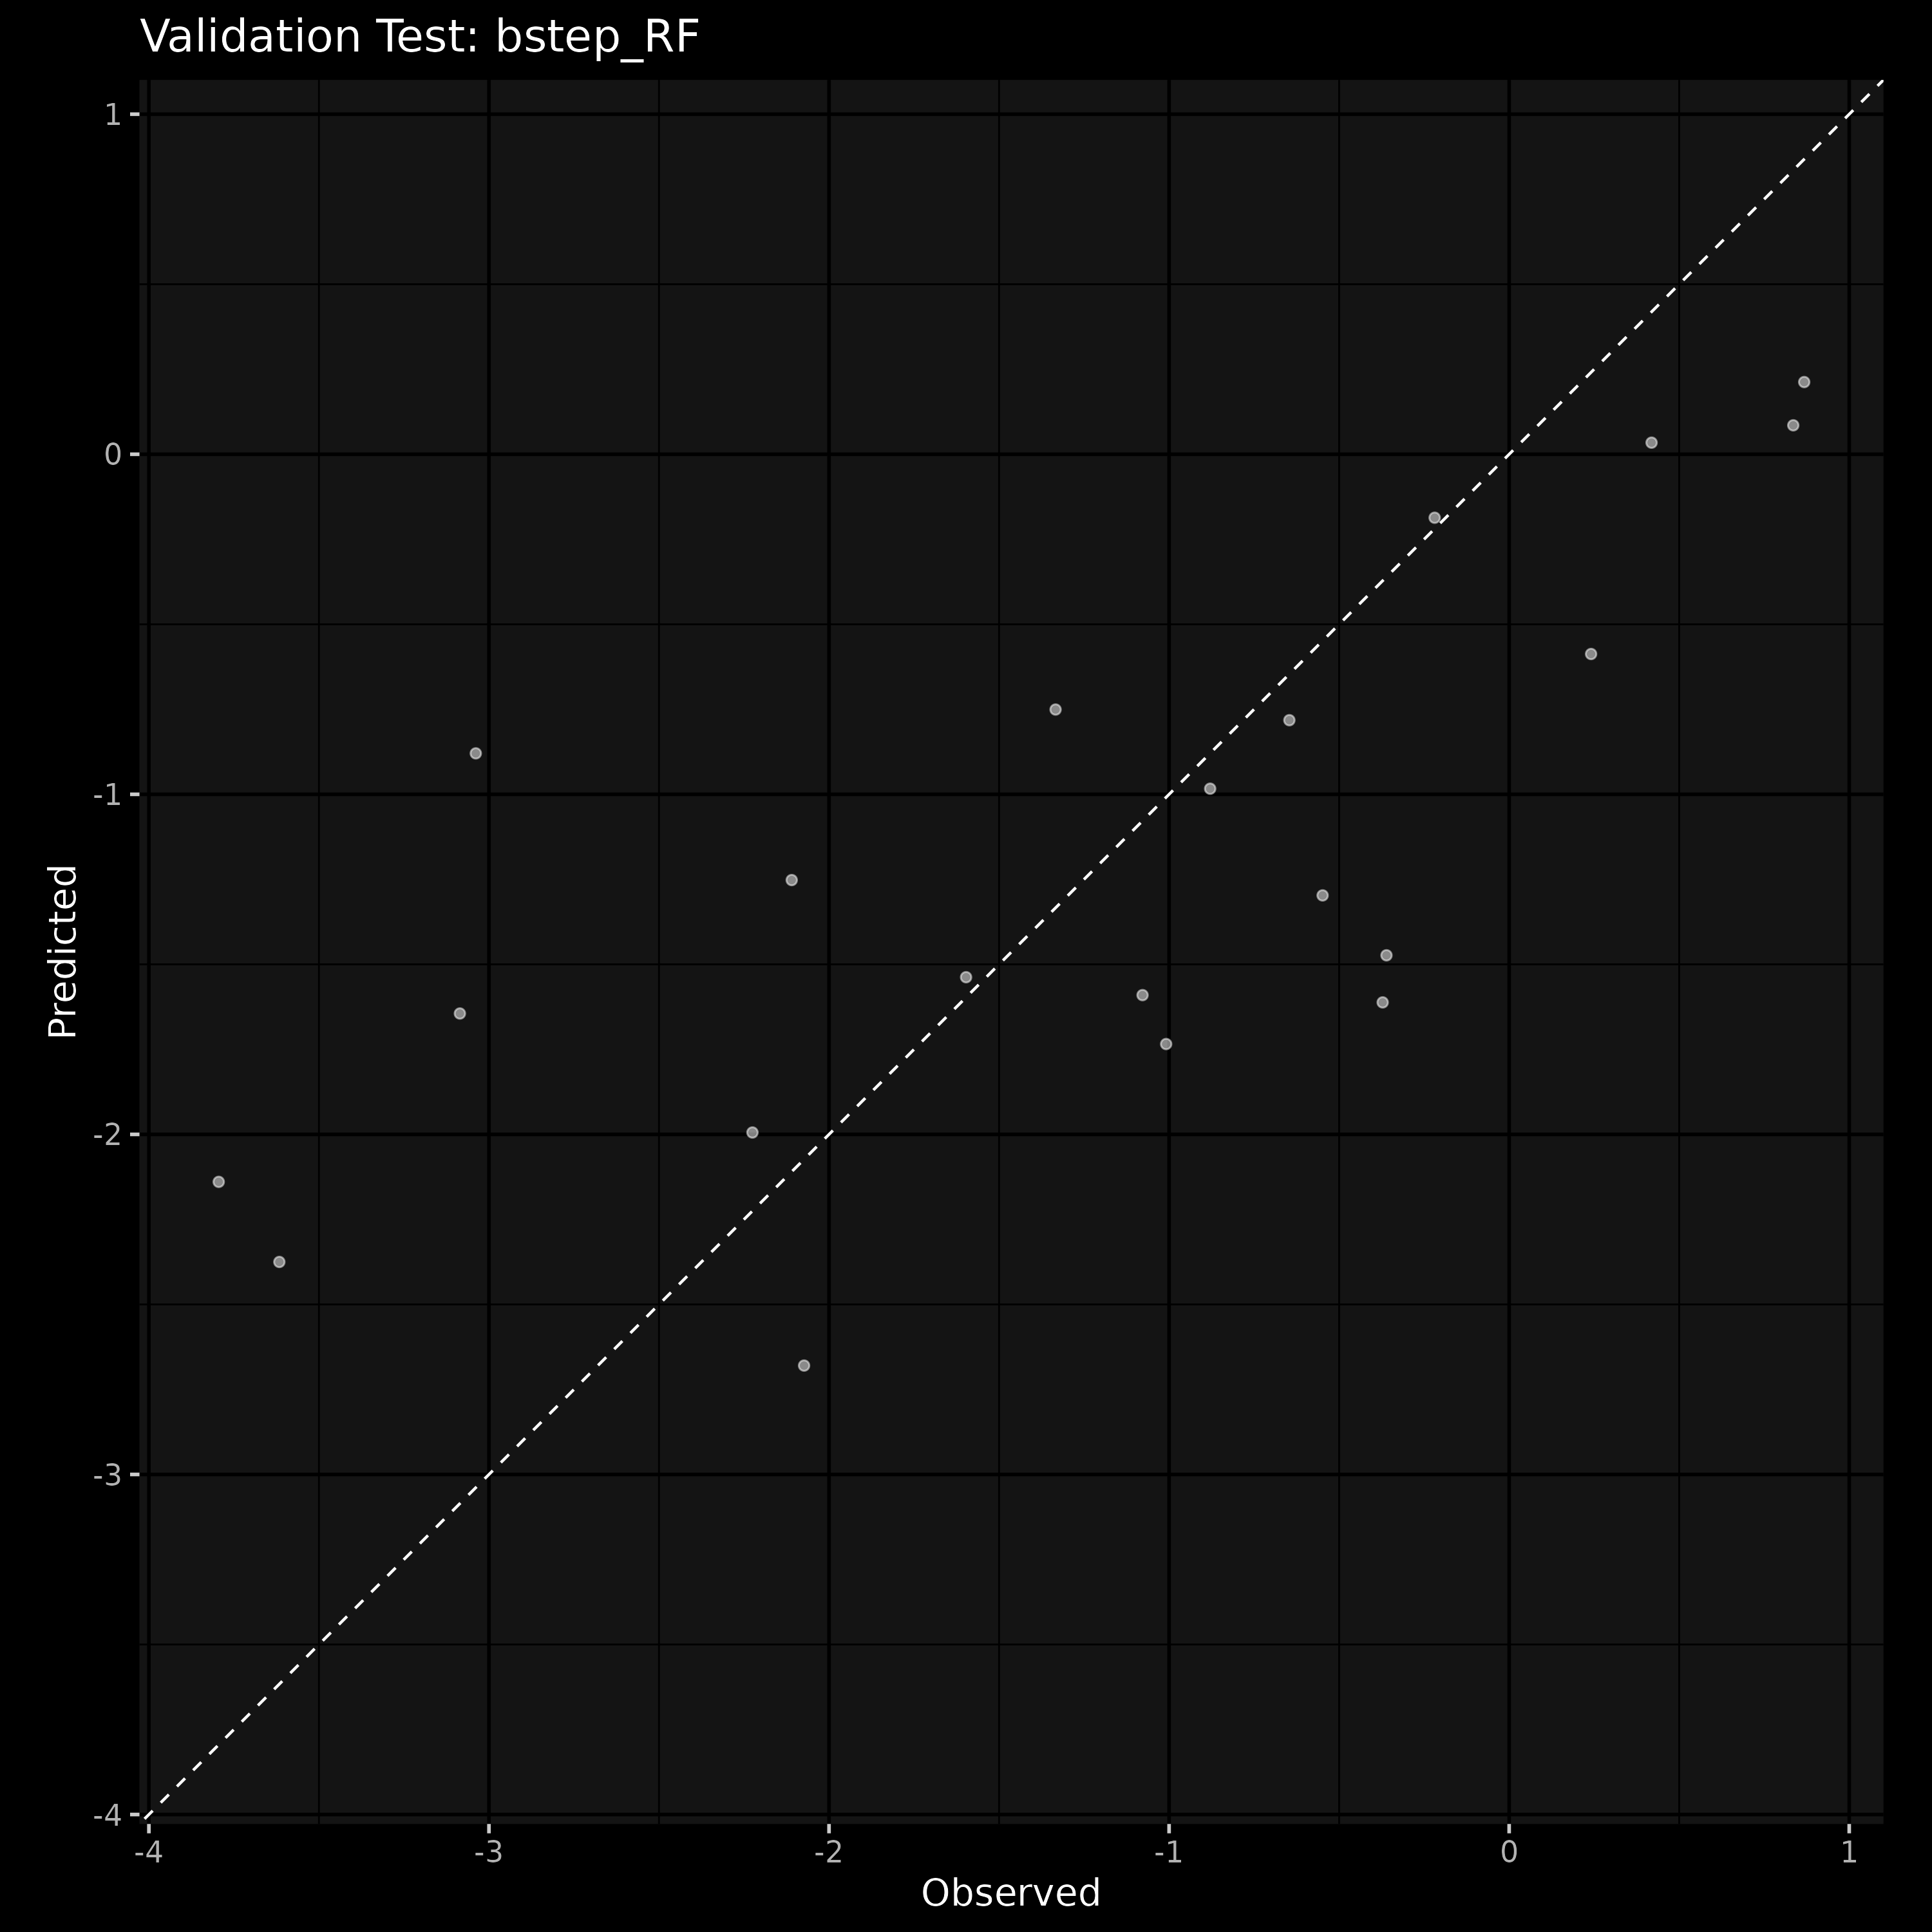 Validation Test: bstep_RF
1
0
-1
-2
-3
-4
Predicted
-4 -3 -2 -1 0 1
Observed